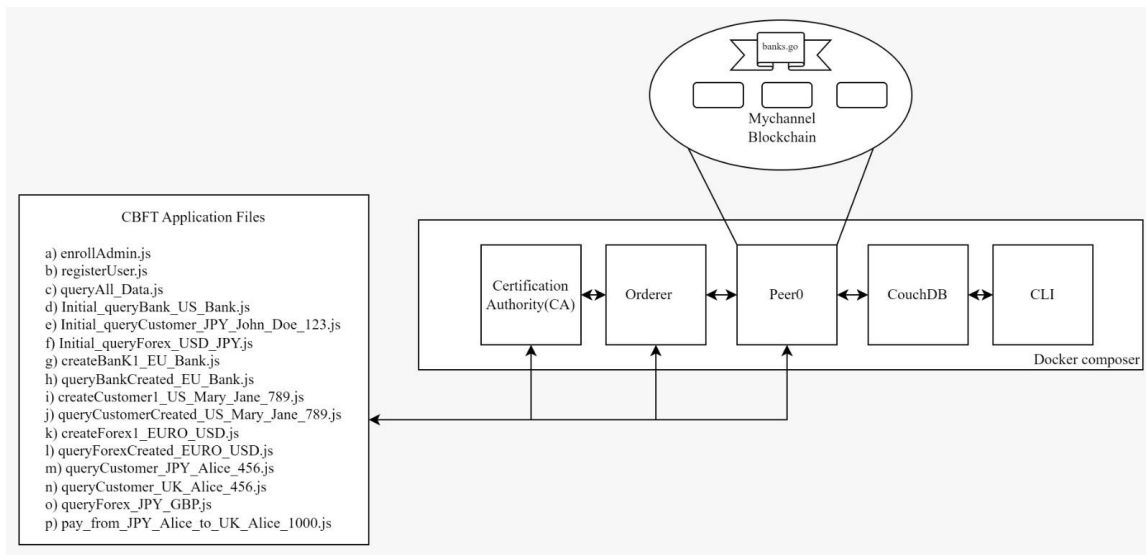 banks.go
Mychannel
Blockchain
CBFT Application Files
a) enrollAdmin.js
b) registerUser.js
c) queryAll_Data.js
d) Initial_queryBank_US_Bank.js
e) Initial_queryCustomer_JPY_John_Doe_123.js
f) Initial_queryForex_USD_JPY.js
g) createBanK1_EU_Bank.js
h) queryBankCreated_EU_Bank.js
i) createCustomer1_US_Mary_Jane_789.js
j) queryCustomerCreated_US_Mary_Jane_789.js
k) createForex1_EURO_USD.js
l) queryForexCreated_EURO_USD.js
m) queryCustomer_JPY_Alice_456.js
n) queryCustomer_UK_Alice_456.js
o) queryForex_JPY_GBP.js
p) pay_from_JPY_Alice_to_UK_Alice_1000.js
Certification
Authority(CA)
Orderer
Peer0
CouchDB
CLI
Docker composer